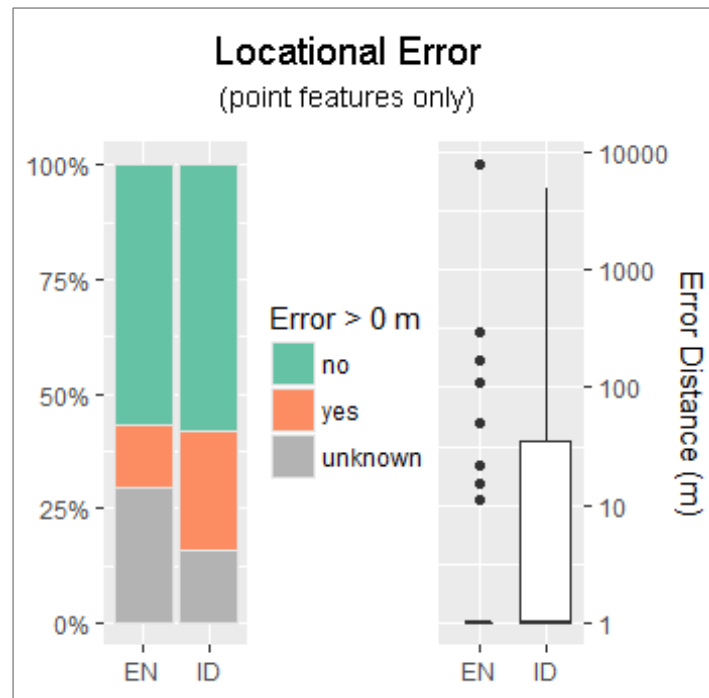 Locational Error
(point features only)
100%
75%
50%
25%
0%
EN
ID
Error > 0 m
no
yes
unknown
10000
1000
100
10
1
Error Distance (m)
EN
ID